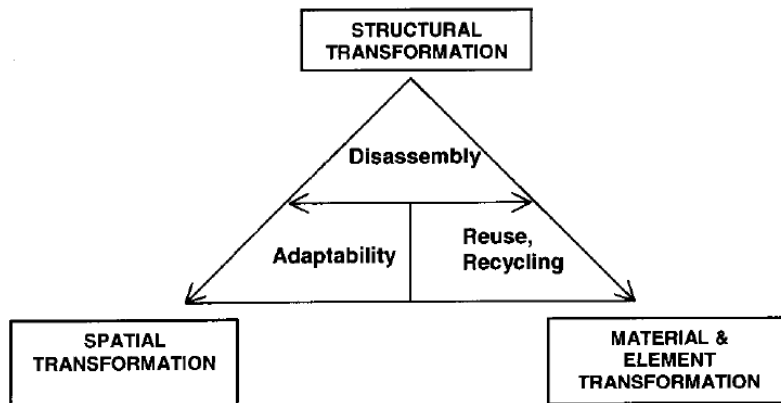 STRUCTURAL
TRANSFORMATION
Disassembly
Adaptability
Reuse,
Recycling
SPATIAL
TRANSFORMATION
MATERIAL &
ELEMENT
TRANSFORMATION